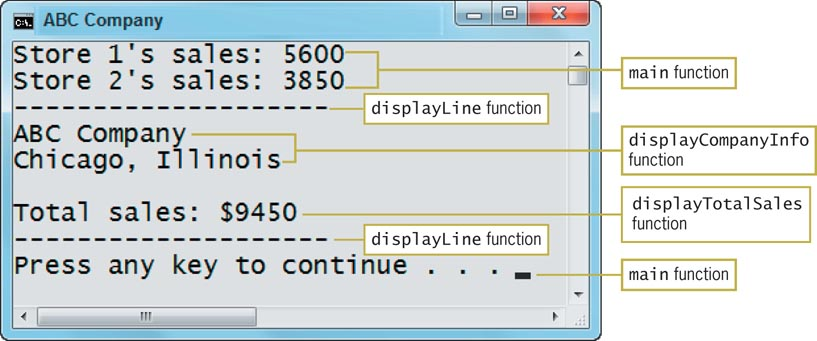 C:\. ABC Company
Store 1's sales: 5600
Store 2's sales: 3850
main function
---------------------
displayLine function
ABC Company
Chicago, Illinois
displayCompanyInfo
function
Total sales: $9450
displayTotalSales
function
---------------------
displayLine function
Press any key to continue . . . _
main function